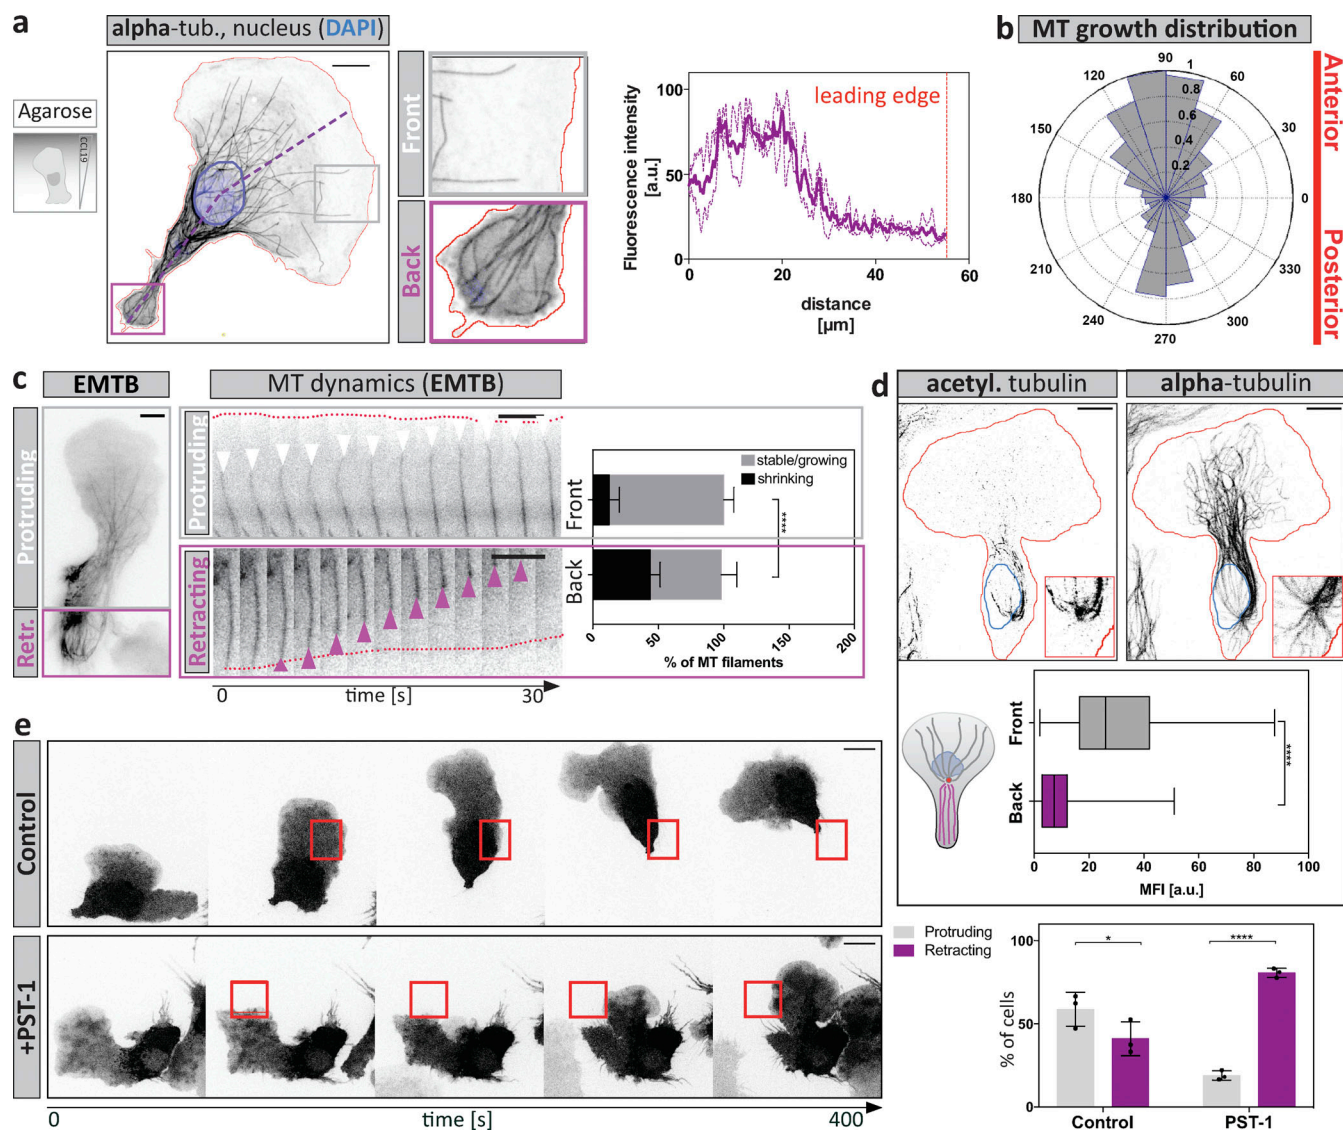 a
alpha-tub., nucleus (DAPI)
Agarose
CCL19
Front
Back
Fluorescence intensity
[a.u.]
100
50
0
leading edge
0
20
40
60
distance
[µm]
b
MT growth distribution
90
1
120
60
0.8
0.6
150
0.4
30
0.2
180
0
210
330
240
300
270
Anterior
Posterior
c
EMTB
Protruding
Retr.
MT dynamics (EMTB)
Protruding
Retracting
0
time [s]
30
stable/growing
shrinking
Front
Back
****
0
50
100
150
200
% of MT filaments
d
acetyl. tubulin
alpha-tubulin
Front
Back
****
0
20
40
60
80
100
MFI [a.u.]
e
Control
+PST-1
0
time [s]
400
Protruding
Retracting
% of cells
100
50
0
*
****
Control
PST-1